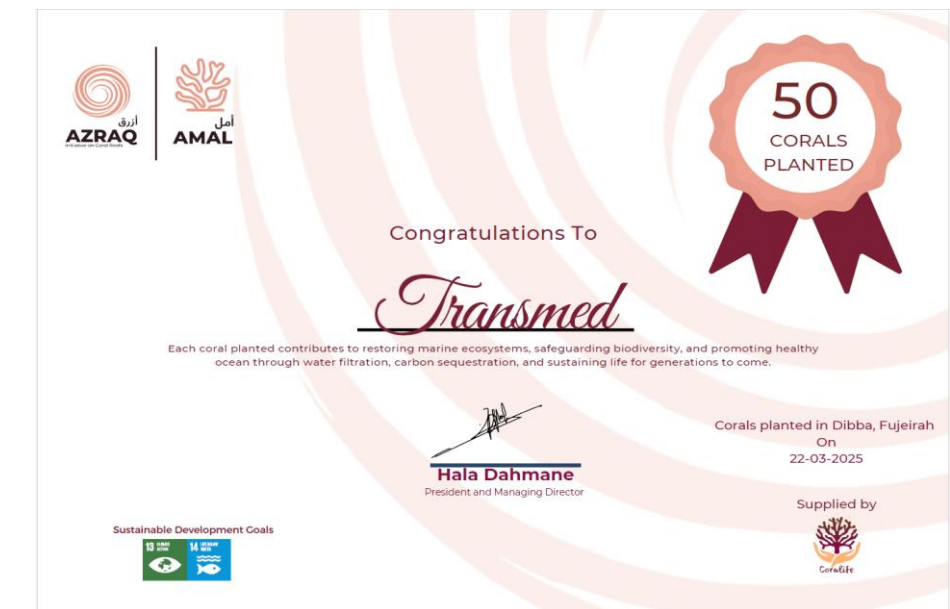 أزرق
AZRAQ
Initiative on Coral Reefs
أمل
AMAL
50
CORALS
PLANTED
Congratulations To
Transmed
Each coral planted contributes to restoring marine ecosystems, safeguarding biodiversity, and promoting healthy
ocean through water filtration, carbon sequestration, and sustaining life for generations to come.
Hala Dahmane
President and Managing Director
Corals planted in Dibba, Fujeirah
On
22-03-2025
Supplied by
Coralife
Sustainable Development Goals
13 CLIMATE
ACTION
14 LIFE BELOW
WATER